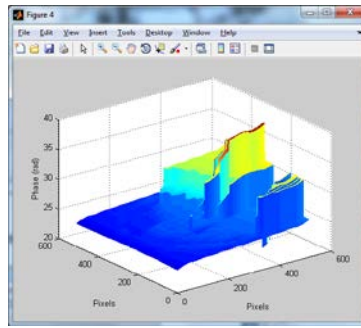 Figure 4
File Edit View Insert Tools Desktop Window Help
40
35
30
25
20
Phase (rad)
600
400
200
0
Pixels
0
200
400
600
Pixels